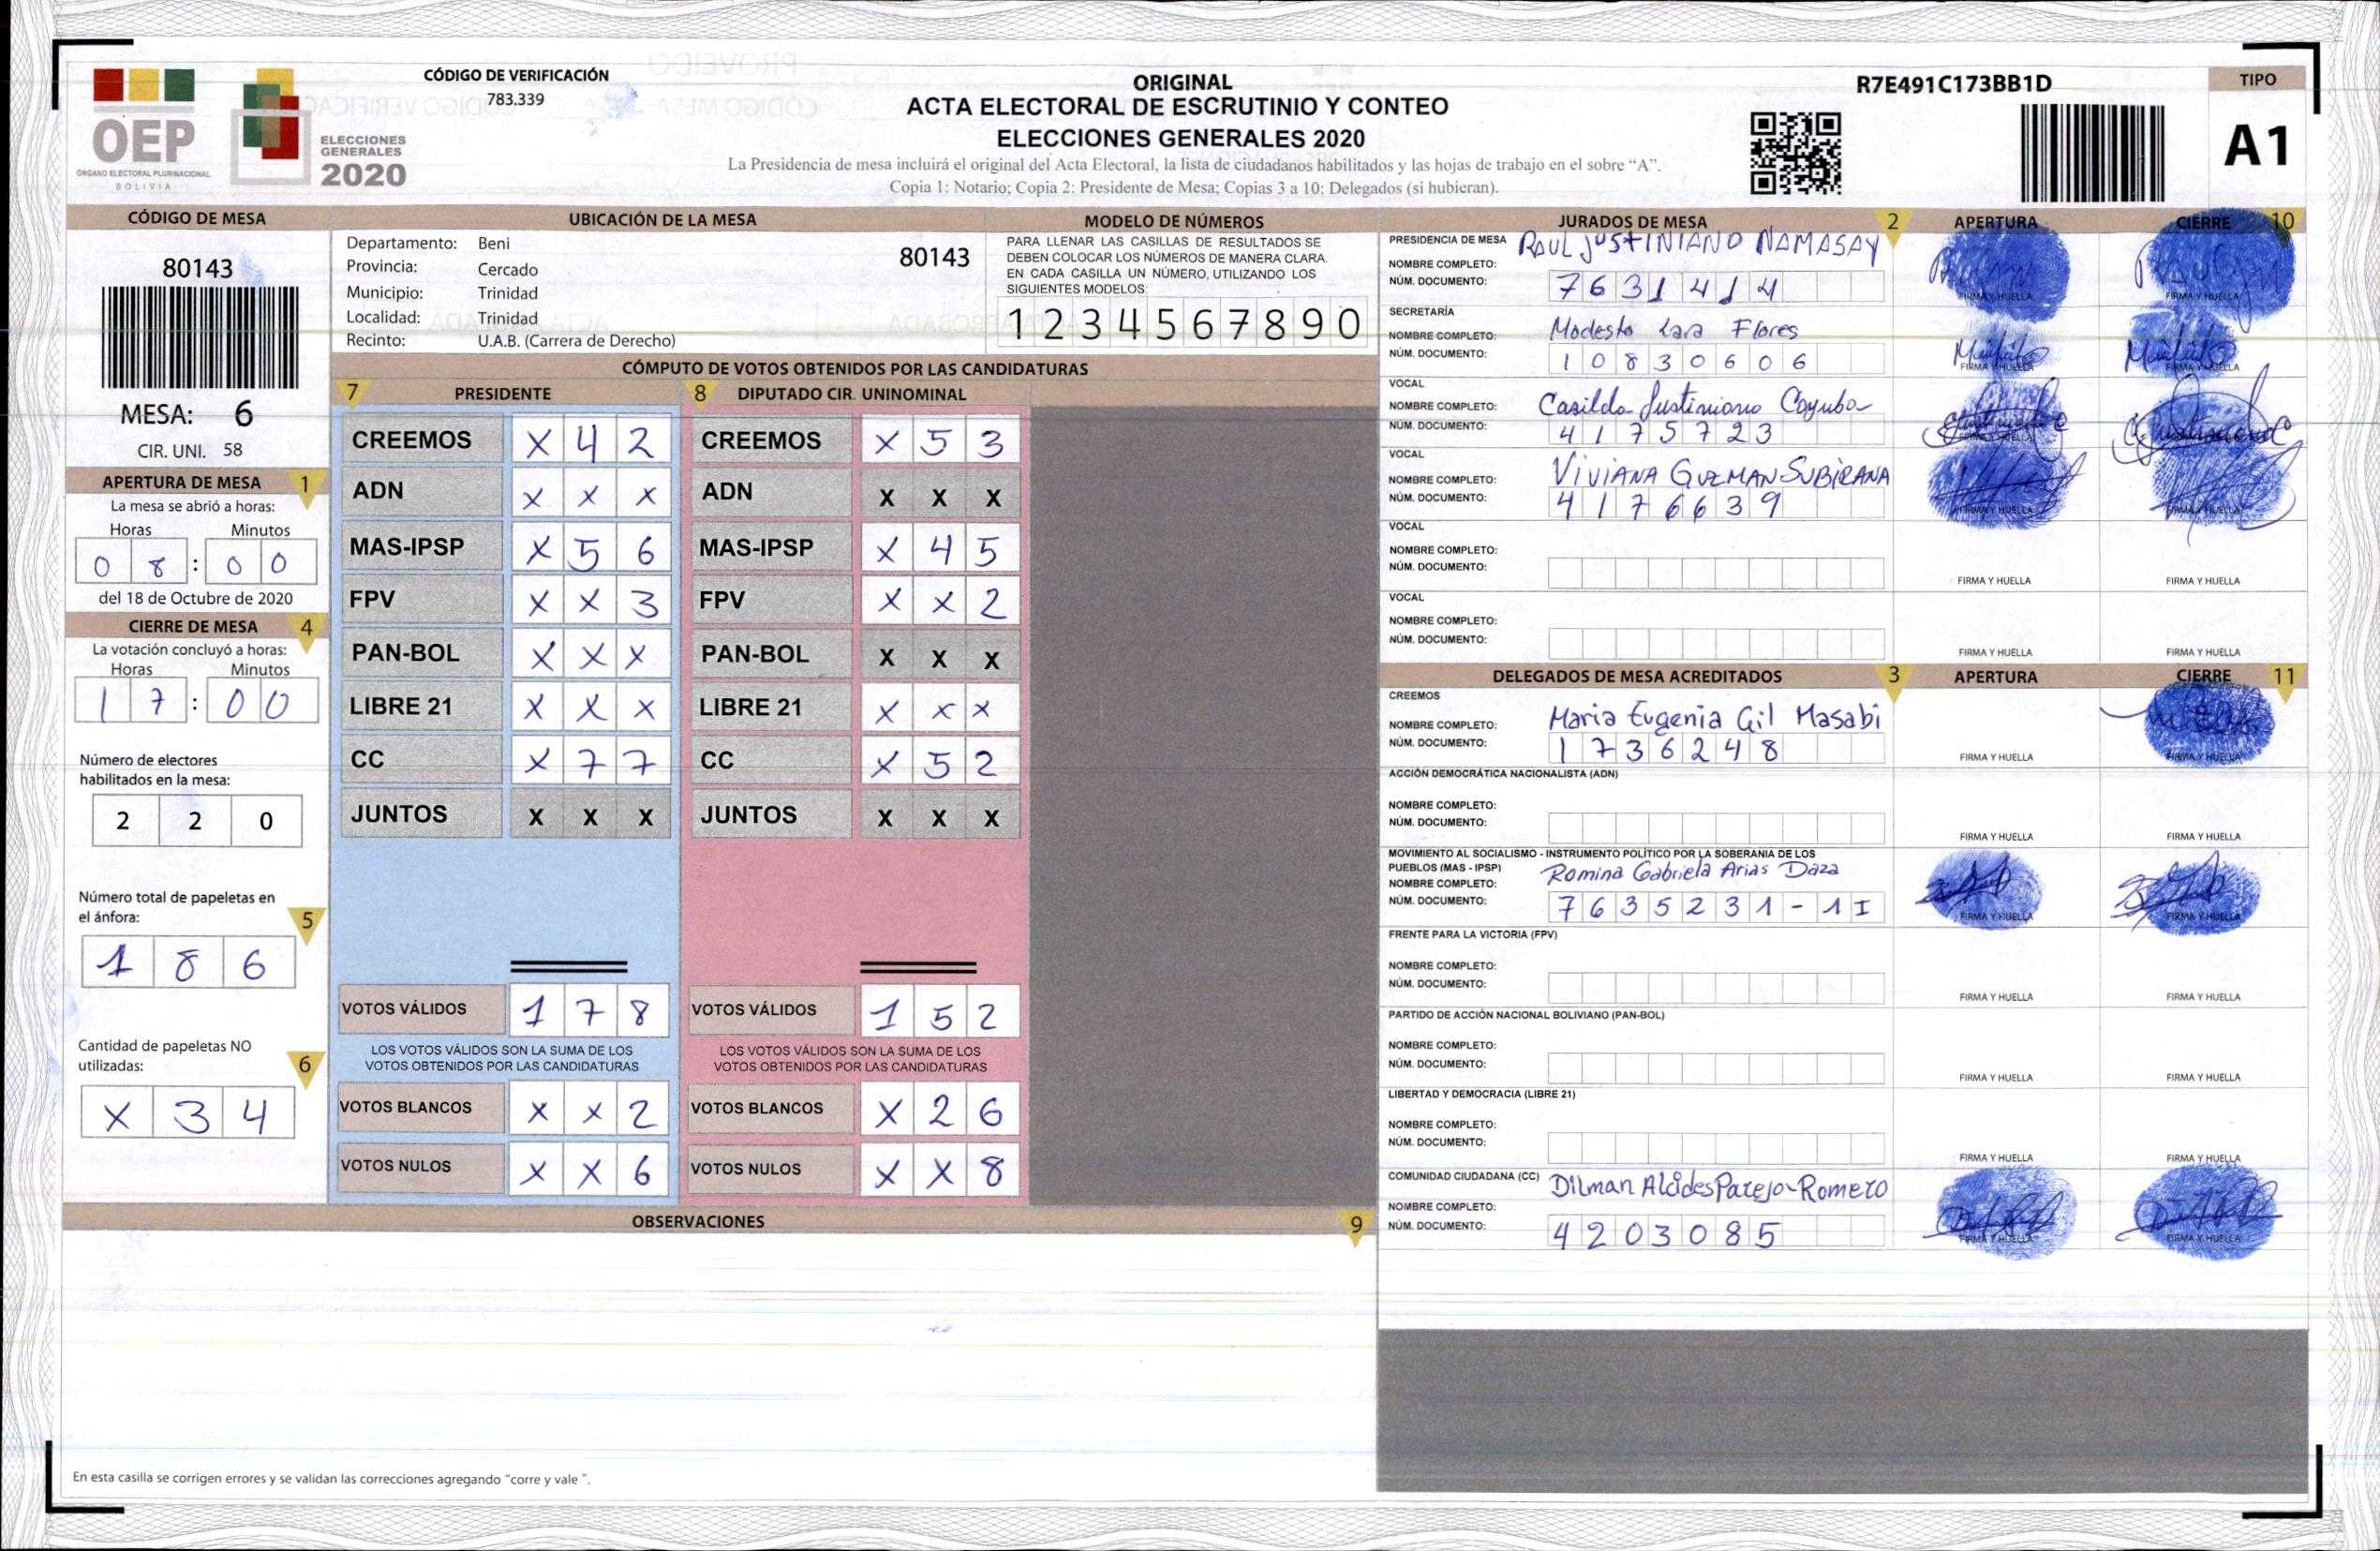 OEP
ÓRGANO ELECTORAL PLURINACIONAL
BOLIVIA
ELECCIONES
GENERALES
2020
CÓDIGO DE VERIFICACIÓN
783.339
ORIGINAL
ACTA ELECTORAL DE ESCRUTINIO Y CONTEO
ELECCIONES GENERALES 2020
La Presidencia de mesa incluirá el original del Acta Electoral, la lista de ciudadanos habilitados y las hojas de trabajo en el sobre “A”.
Copia 1: Notario; Copia 2: Presidente de Mesa; Copias 3 a 10: Delegados (si hubieran).
R7E491C173BB1D
TIPO
A1
CÓDIGO DE MESA
80143
MESA: 6
CIR. UNI. 58
APERTURA DE MESA 1
La mesa se abrió a horas:
Horas Minutos
0 8 : 0 0
del 18 de Octubre de 2020
CIERRE DE MESA 4
La votación concluyó a horas:
Horas Minutos
1 7 : 0 0
Número de electores
habilitados en la mesa:
2 2 0
Número total de papeletas en
el ánfora: 5
1 8 6
Cantidad de papeletas NO
utilizadas: 6
X 3 4
UBICACIÓN DE LA MESA
Departamento: Beni 80143
Provincia: Cercado
Municipio: Trinidad
Localidad: Trinidad
Recinto: U.A.B. (Carrera de Derecho)
MODELO DE NÚMEROS
PARA LLENAR LAS CASILLAS DE RESULTADOS SE
DEBEN COLOCAR LOS NÚMEROS DE MANERA CLARA.
EN CADA CASILLA UN NÚMERO, UTILIZANDO LOS
SIGUIENTES MODELOS:
1 2 3 4 5 6 7 8 9 0
CÓMPUTO DE VOTOS OBTENIDOS POR LAS CANDIDATURAS
7 PRESIDENTE 8 DIPUTADO CIR. UNINOMINAL
CREEMOS X 4 2 CREEMOS X 5 3
ADN X X X ADN X X X
MAS-IPSP X 5 6 MAS-IPSP X 4 5
FPV X X 3 FPV X X 2
PAN-BOL X X X PAN-BOL X X X
LIBRE 21 X X X LIBRE 21 X X X
CC X 7 7 CC X 5 2
JUNTOS X X X JUNTOS X X X
VOTOS VÁLIDOS 1 7 8 VOTOS VÁLIDOS 1 5 2
LOS VOTOS VÁLIDOS SON LA SUMA DE LOS LOS VOTOS VÁLIDOS SON LA SUMA DE LOS
VOTOS OBTENIDOS POR LAS CANDIDATURAS VOTOS OBTENIDOS POR LAS CANDIDATURAS
VOTOS BLANCOS X X 2 VOTOS BLANCOS X 2 6
VOTOS NULOS X X 6 VOTOS NULOS X X 8
OBSERVACIONES 9
En esta casilla se corrigen errores y se validan las correcciones agregando “corre y vale ”.
JURADOS DE MESA 2 APERTURA CIERRE 10
PRESIDENCIA DE MESA RAUL JUSTINIANO NAMASAY
NOMBRE COMPLETO:
NÚM. DOCUMENTO: 7 6 3 1 4 1 4
FIRMA Y HUELLA FIRMA Y HUELLA
SECRETARÍA
NOMBRE COMPLETO: Modesto Lara Flores
NÚM. DOCUMENTO: 1 0 8 3 0 6 0 6
FIRMA Y HUELLA FIRMA Y HUELLA
VOCAL
NOMBRE COMPLETO: Casilda Justiniano Cayuba
NÚM. DOCUMENTO: 4 1 7 5 7 2 3
VOCAL
NOMBRE COMPLETO: VIVIANA GUZMAN SUBIRANA
NÚM. DOCUMENTO: 4 1 7 6 6 3 9
FIRMA Y HUELLA FIRMA Y HUELLA
VOCAL
NOMBRE COMPLETO:
NÚM. DOCUMENTO:
FIRMA Y HUELLA FIRMA Y HUELLA
VOCAL
NOMBRE COMPLETO:
NÚM. DOCUMENTO:
FIRMA Y HUELLA FIRMA Y HUELLA
DELEGADOS DE MESA ACREDITADOS 3 APERTURA CIERRE 11
CREEMOS
NOMBRE COMPLETO: Maria Eugenia Gil Masabi
NÚM. DOCUMENTO: 1 7 3 6 2 4 8
FIRMA Y HUELLA FIRMA Y HUELLA
ACCIÓN DEMOCRÁTICA NACIONALISTA (ADN)
NOMBRE COMPLETO:
NÚM. DOCUMENTO:
FIRMA Y HUELLA FIRMA Y HUELLA
MOVIMIENTO AL SOCIALISMO - INSTRUMENTO POLÍTICO POR LA SOBERANIA DE LOS
PUEBLOS (MAS - IPSP) Romina Gabriela Arias Daza
NOMBRE COMPLETO:
NÚM. DOCUMENTO: 7 6 3 5 2 3 1 - 1 I
FIRMA Y HUELLA FIRMA Y HUELLA
FRENTE PARA LA VICTORIA (FPV)
NOMBRE COMPLETO:
NÚM. DOCUMENTO:
FIRMA Y HUELLA FIRMA Y HUELLA
PARTIDO DE ACCIÓN NACIONAL BOLIVIANO (PAN-BOL)
NOMBRE COMPLETO:
NÚM. DOCUMENTO:
FIRMA Y HUELLA FIRMA Y HUELLA
LIBERTAD Y DEMOCRACIA (LIBRE 21)
NOMBRE COMPLETO:
NÚM. DOCUMENTO:
FIRMA Y HUELLA FIRMA Y HUELLA
COMUNIDAD CIUDADANA (CC) Dilman Alcides Parejo-Romero
NOMBRE COMPLETO:
NÚM. DOCUMENTO: 4 2 0 3 0 8 5
FIRMA Y HUELLA FIRMA Y HUELLA